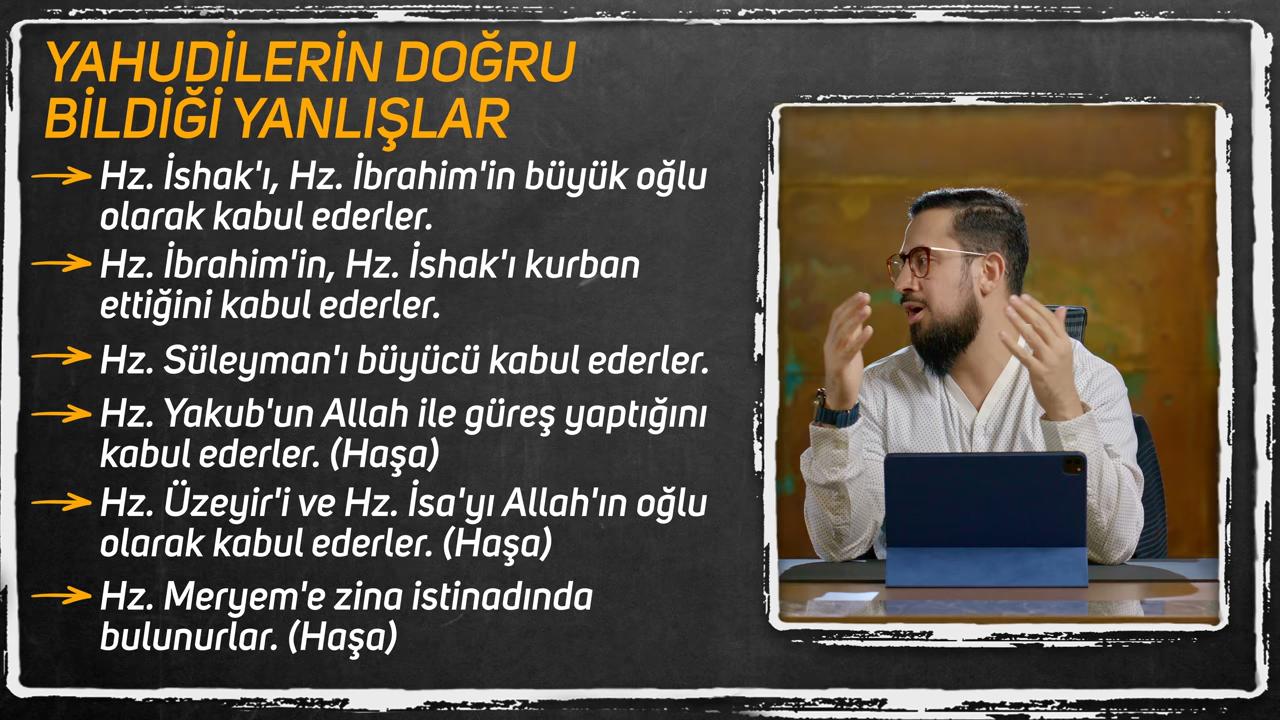 YAHUDİLERİN DOĞRU
BİLDİĞİ YANLIŞLAR
Hz. İshak'ı, Hz. İbrahim'in büyük oğlu
olarak kabul ederler.
Hz. İbrahim'in, Hz. İshak'ı kurban
ettiğini kabul ederler.
Hz. Süleyman'ı büyücü kabul ederler.
Hz. Yakub'un Allah ile güreş yaptığını
kabul ederler. (Haşa)
Hz. Üzeyir'i ve Hz. İsa'yı Allah'ın oğlu
olarak kabul ederler. (Haşa)
Hz. Meryem'e zina istinadında
bulunurlar. (Haşa)